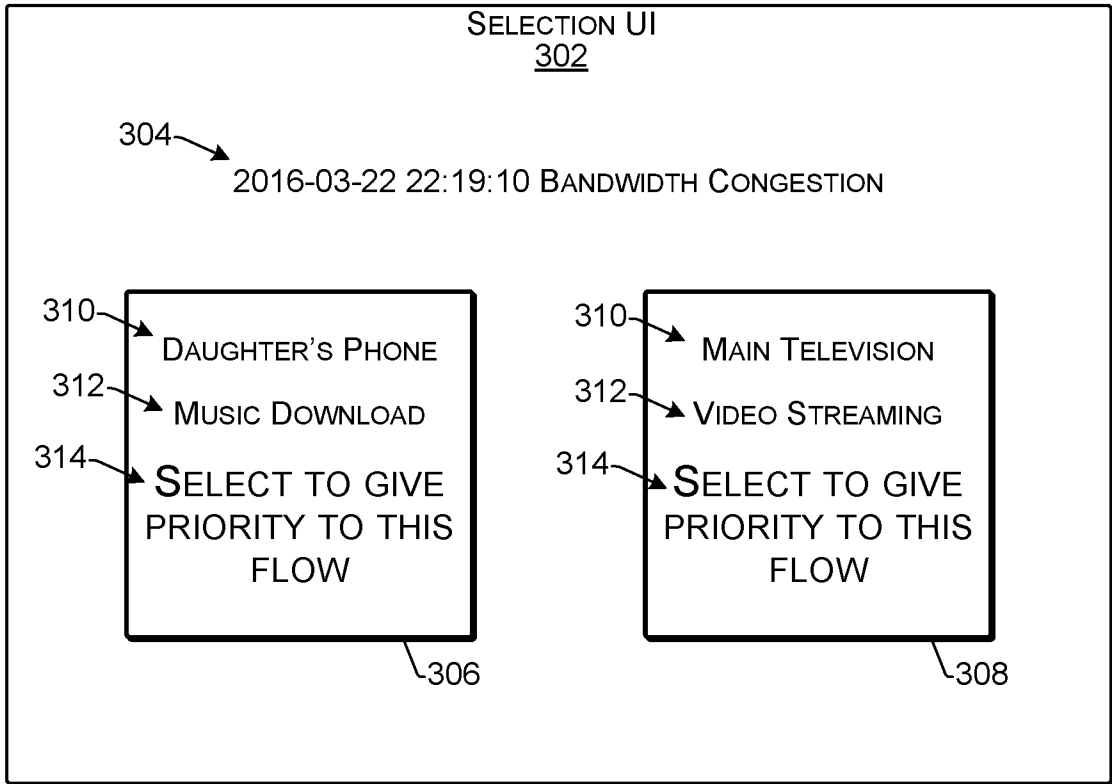 SELECTION UI
302
304
2016-03-22 22:19:10 BANDWIDTH CONGESTION
310
DAUGHTER'S PHONE
312
MUSIC DOWNLOAD
314
SELECT TO GIVE
PRIORITY TO THIS
FLOW
306
310
MAIN TELEVISION
312
VIDEO STREAMING
314
SELECT TO GIVE
PRIORITY TO THIS
FLOW
308